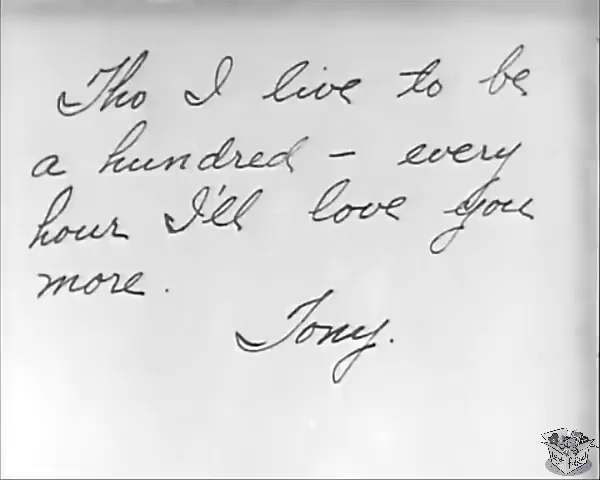 Tho I live to be
a hundred – every
hour I'll love you
more.
Tony.